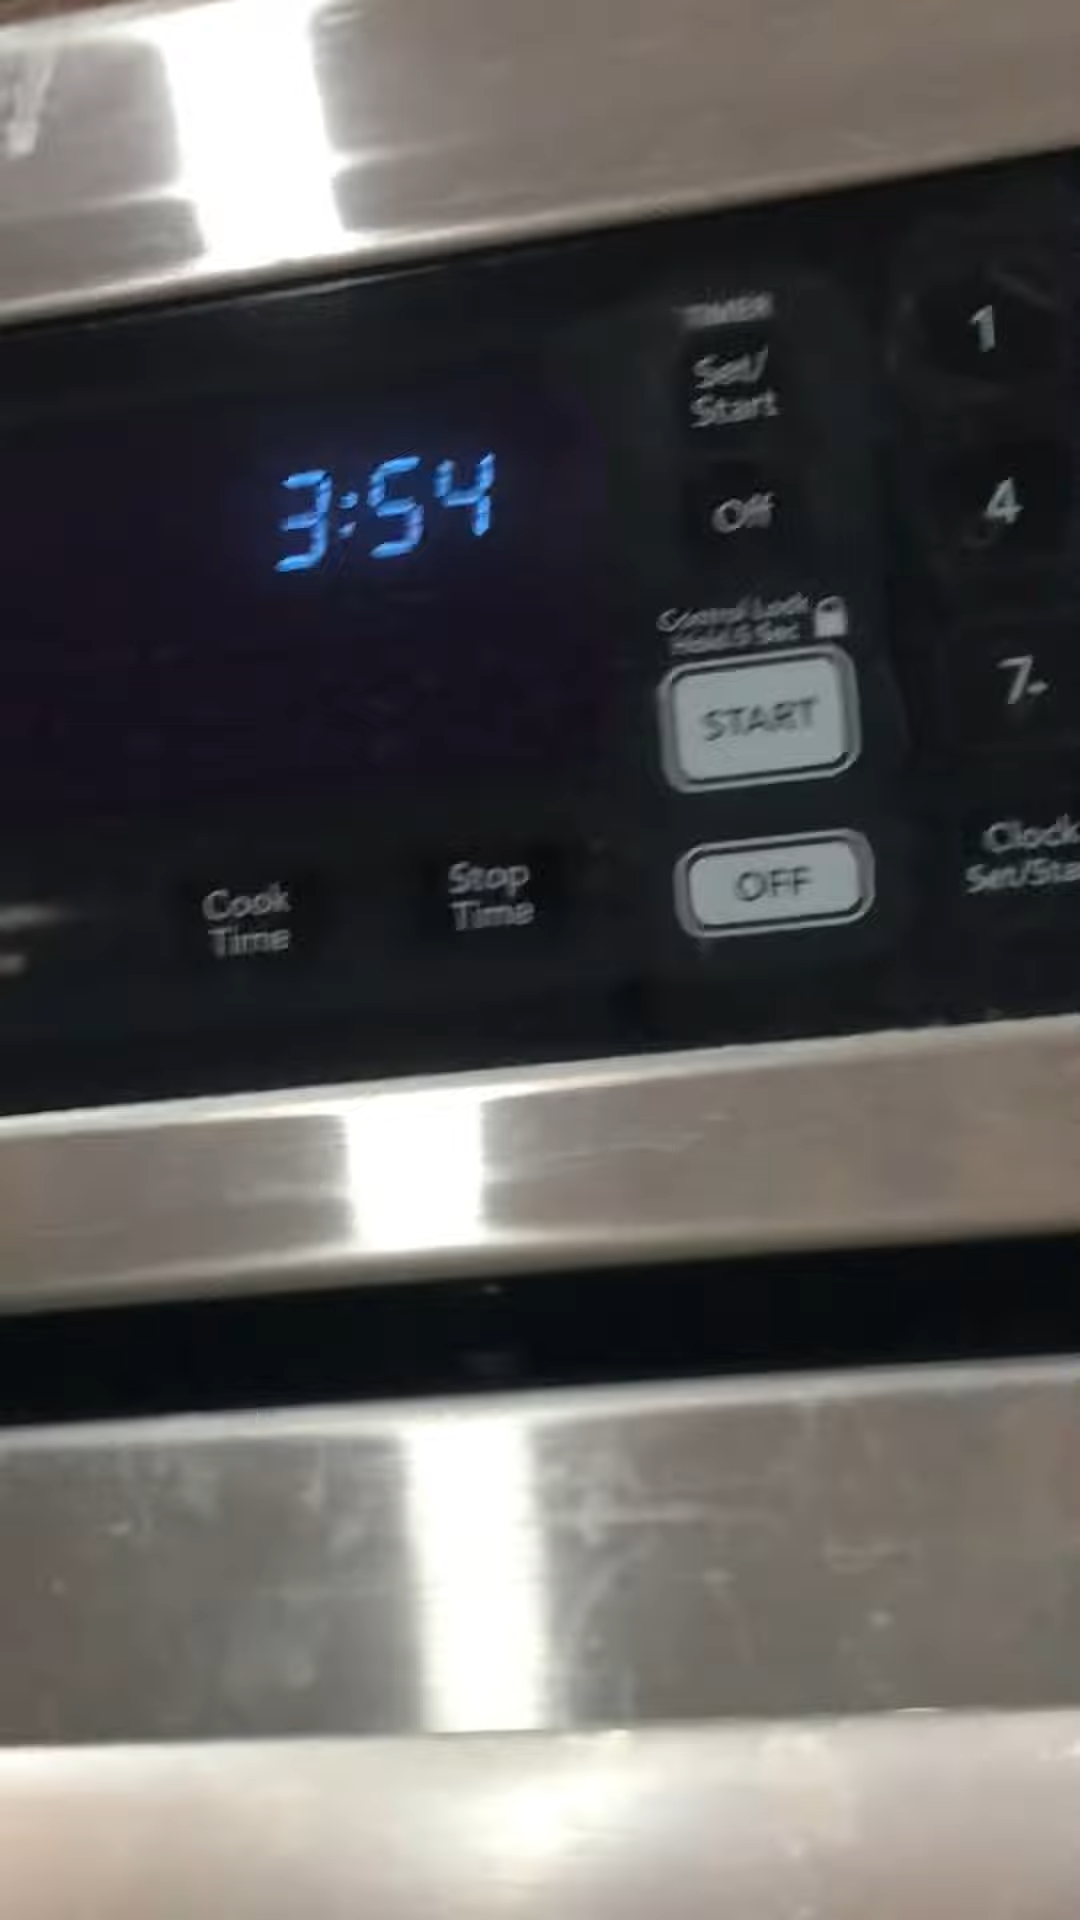 TIMER
Set/
Start
1
3:54
Off
4
Control Lock
Hold 3 Sec
START
7
Cook
Time
Stop
Time
OFF
Clock